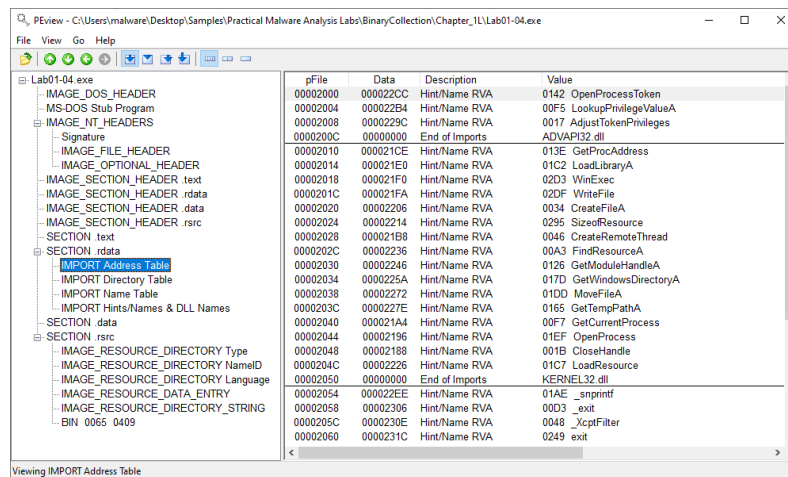 PEview - C:\Users\malware\Desktop\Samples\Practical Malware Analysis Labs\BinaryCollection\Chapter_1L\Lab01-04.exe
File View Go Help
Lab01-04.exe
IMAGE_DOS_HEADER
MS-DOS Stub Program
IMAGE_NT_HEADERS
Signature
IMAGE_FILE_HEADER
IMAGE_OPTIONAL_HEADER
IMAGE_SECTION_HEADER .text
IMAGE_SECTION_HEADER .rdata
IMAGE_SECTION_HEADER .data
IMAGE_SECTION_HEADER .rsrc
SECTION .text
SECTION .rdata
IMPORT Address Table
IMPORT Directory Table
IMPORT Name Table
IMPORT Hints/Names & DLL Names
SECTION .data
SECTION .rsrc
IMAGE_RESOURCE_DIRECTORY Type
IMAGE_RESOURCE_DIRECTORY NameID
IMAGE_RESOURCE_DIRECTORY Language
IMAGE_RESOURCE_DATA_ENTRY
IMAGE_RESOURCE_DIRECTORY_STRING
BIN 0065 0409
pFile Data Description Value
00002000 000022CC Hint/Name RVA 0142 OpenProcessToken
00002004 000022B4 Hint/Name RVA 00F5 LookupPrivilegeValueA
00002008 0000229C Hint/Name RVA 0017 AdjustTokenPrivileges
0000200C 00000000 End of Imports ADVAPI32.dll
00002010 000021CE Hint/Name RVA 013E GetProcAddress
00002014 000021E0 Hint/Name RVA 01C2 LoadLibraryA
00002018 000021F0 Hint/Name RVA 02D3 WinExec
0000201C 000021FA Hint/Name RVA 02DF WriteFile
00002020 00002206 Hint/Name RVA 0034 CreateFileA
00002024 00002214 Hint/Name RVA 0295 SizeofResource
00002028 000021B8 Hint/Name RVA 0046 CreateRemoteThread
0000202C 00002236 Hint/Name RVA 00A3 FindResourceA
00002030 00002246 Hint/Name RVA 0126 GetModuleHandleA
00002034 0000225A Hint/Name RVA 017D GetWindowsDirectoryA
00002038 00002272 Hint/Name RVA 01DD MoveFileA
0000203C 0000227E Hint/Name RVA 0165 GetTempPathA
00002040 000021A4 Hint/Name RVA 00F7 GetCurrentProcess
00002044 00002196 Hint/Name RVA 01EF OpenProcess
00002048 00002188 Hint/Name RVA 001B CloseHandle
0000204C 00002226 Hint/Name RVA 01C7 LoadResource
00002050 00000000 End of Imports KERNEL32.dll
00002054 000022EE Hint/Name RVA 01AE _snprintf
00002058 00002306 Hint/Name RVA 00D3 _exit
0000205C 0000230E Hint/Name RVA 0048 _XcptFilter
00002060 0000231C Hint/Name RVA 0249 exit
Viewing IMPORT Address Table